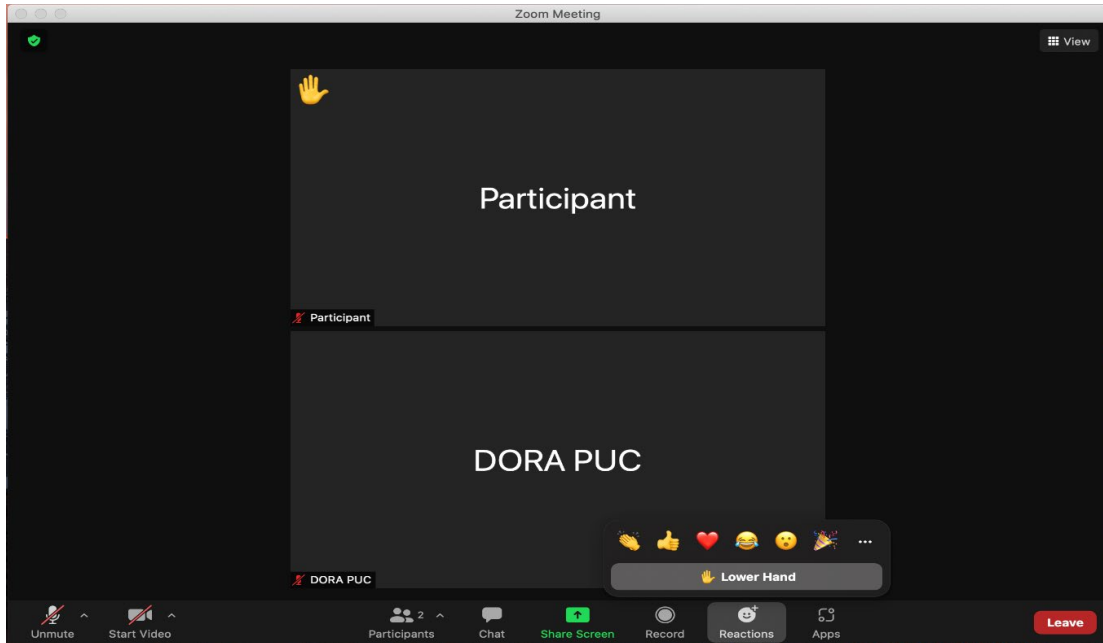 Zoom Meeting
View
Participant
Participant
DORA PUC
DORA PUC
Lower Hand
Unmute
Start Video
2
Participants
Chat
Share Screen
Record
Reactions
Apps
Leave